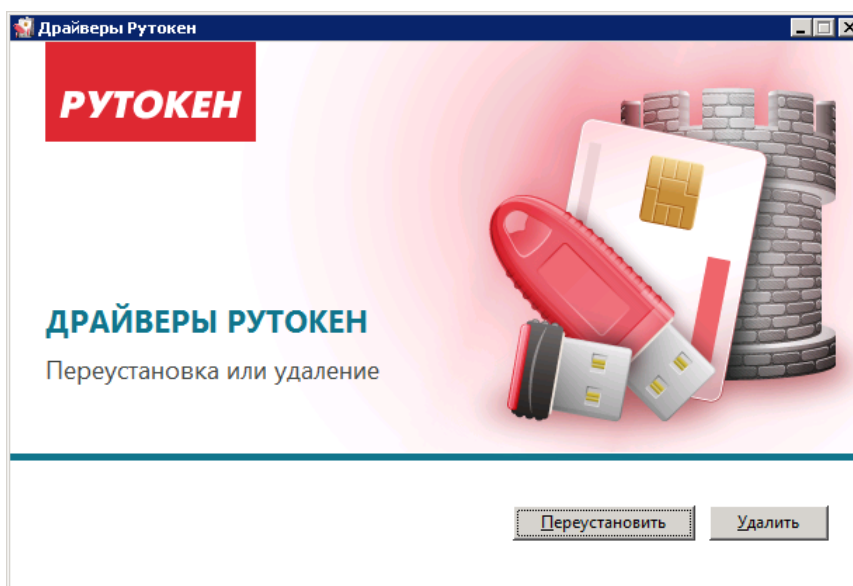 Драйверы Рутокен
РУТОКЕН
ДРАЙВЕРЫ РУТОКЕН
Переустановка или удаление
Переустановить
Удалить